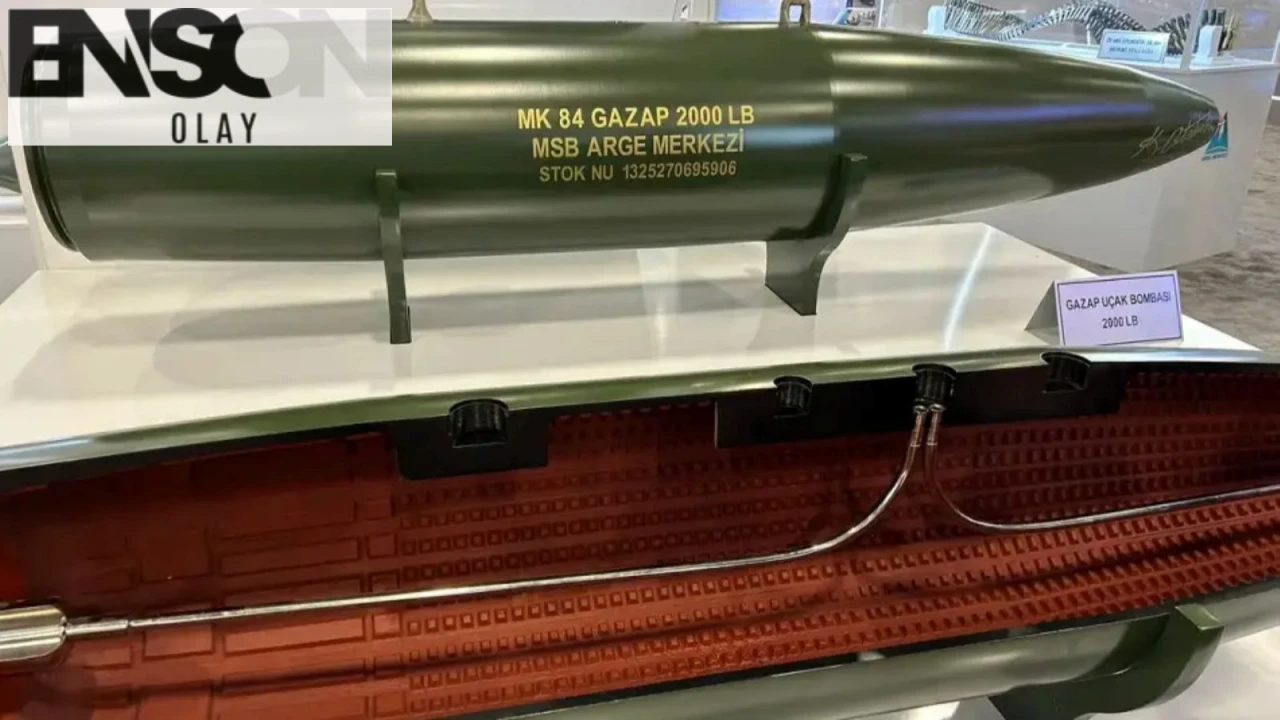 ENSON
OLAY
MK 84 GAZAP 2000 LB
MSB ARGE MERKEZİ
STOK NU 1325270695906
GAZAP UÇAK BOMBASI
2000 LB